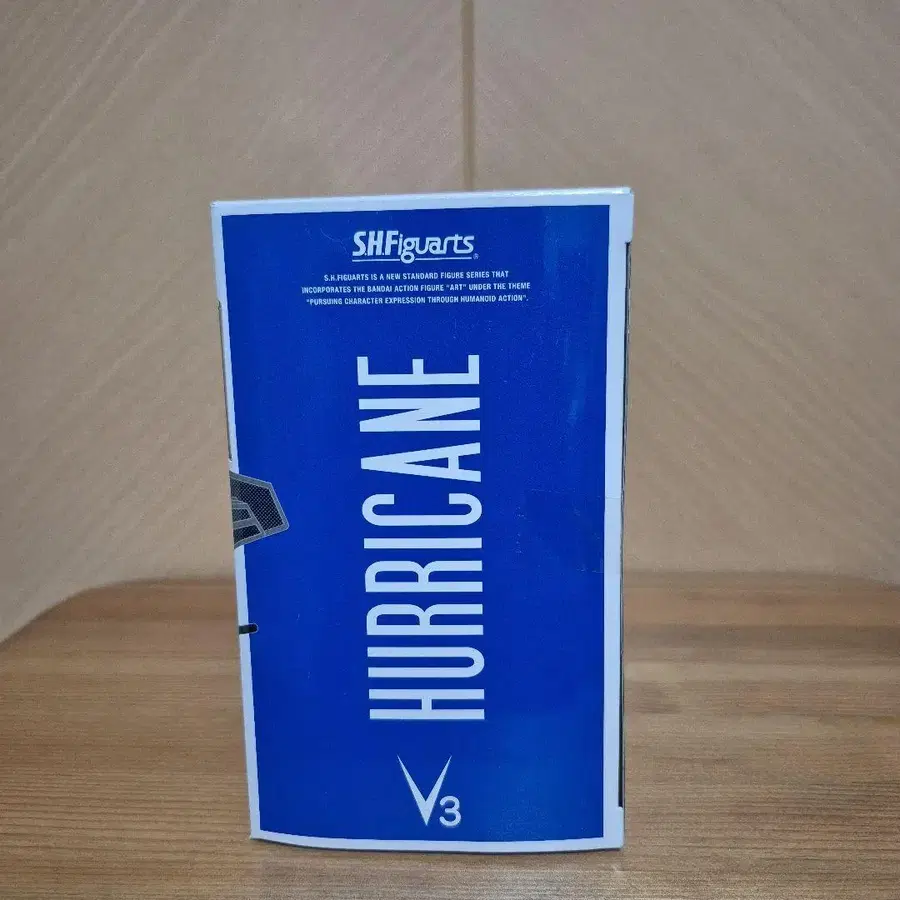 S.H.Figuarts®
S.H.FIGUARTS IS A NEW STANDARD FIGURE SERIES THAT
INCORPORATES THE BANDAI ACTION FIGURE "ART" UNDER THE THEME
"PURSUING CHARACTER EXPRESSION THROUGH HUMANOID ACTION".
HURRICANE
V3